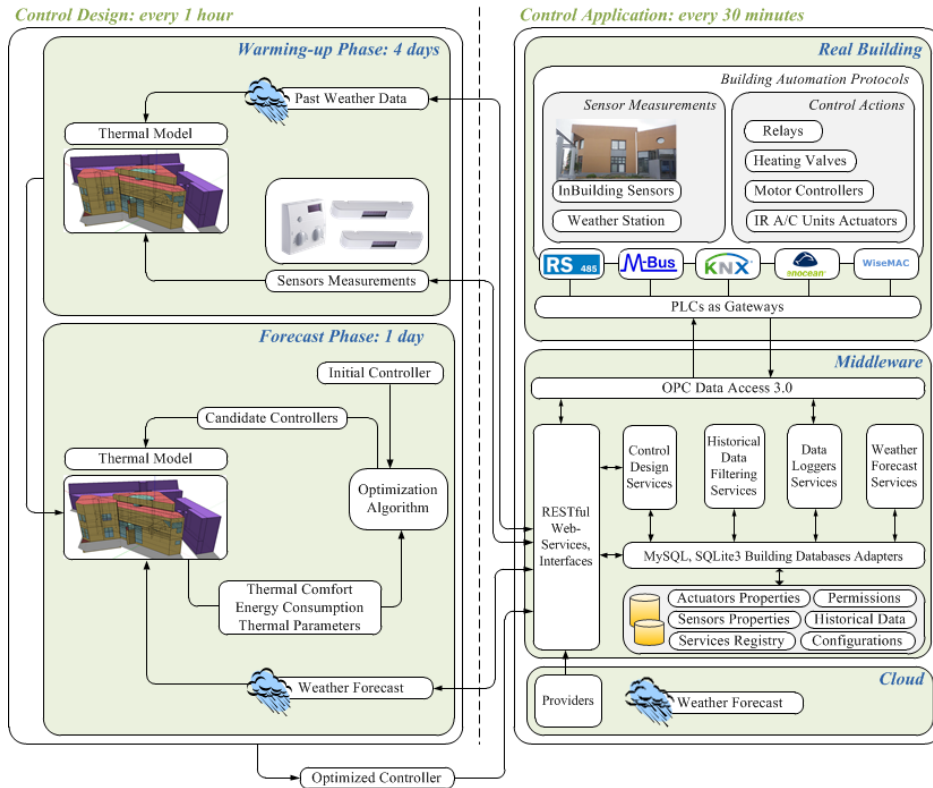 Control Design: every 1 hour
Warming-up Phase: 4 days
Past Weather Data
Thermal Model
Sensors Measurements
Forecast Phase: 1 day
Initial Controller
Candidate Controllers
Thermal Model
Optimization
Algorithm
Thermal Comfort
Energy Consumption
Thermal Parameters
Weather Forecast
Optimized Controller
Control Application: every 30 minutes
Real Building
Building Automation Protocols
Sensor Measurements
InBuilding Sensors
Weather Station
Control Actions
Relays
Heating Valves
Motor Controllers
IR A/C Units Actuators
RS 485
M-Bus
KNX
enocean
WiseMAC
PLCs as Gateways
Middleware
OPC Data Access 3.0
RESTful
Web-
Services,
Interfaces
Control
Design
Services
Historical
Data
Filtering
Services
Data
Loggers
Services
Weather
Forecast
Services
MySQL, SQLite3 Building Databases Adapters
Actuators Properties
Permissions
Sensors Properties
Historical Data
Services Registry
Configurations
Cloud
Providers
Weather Forecast